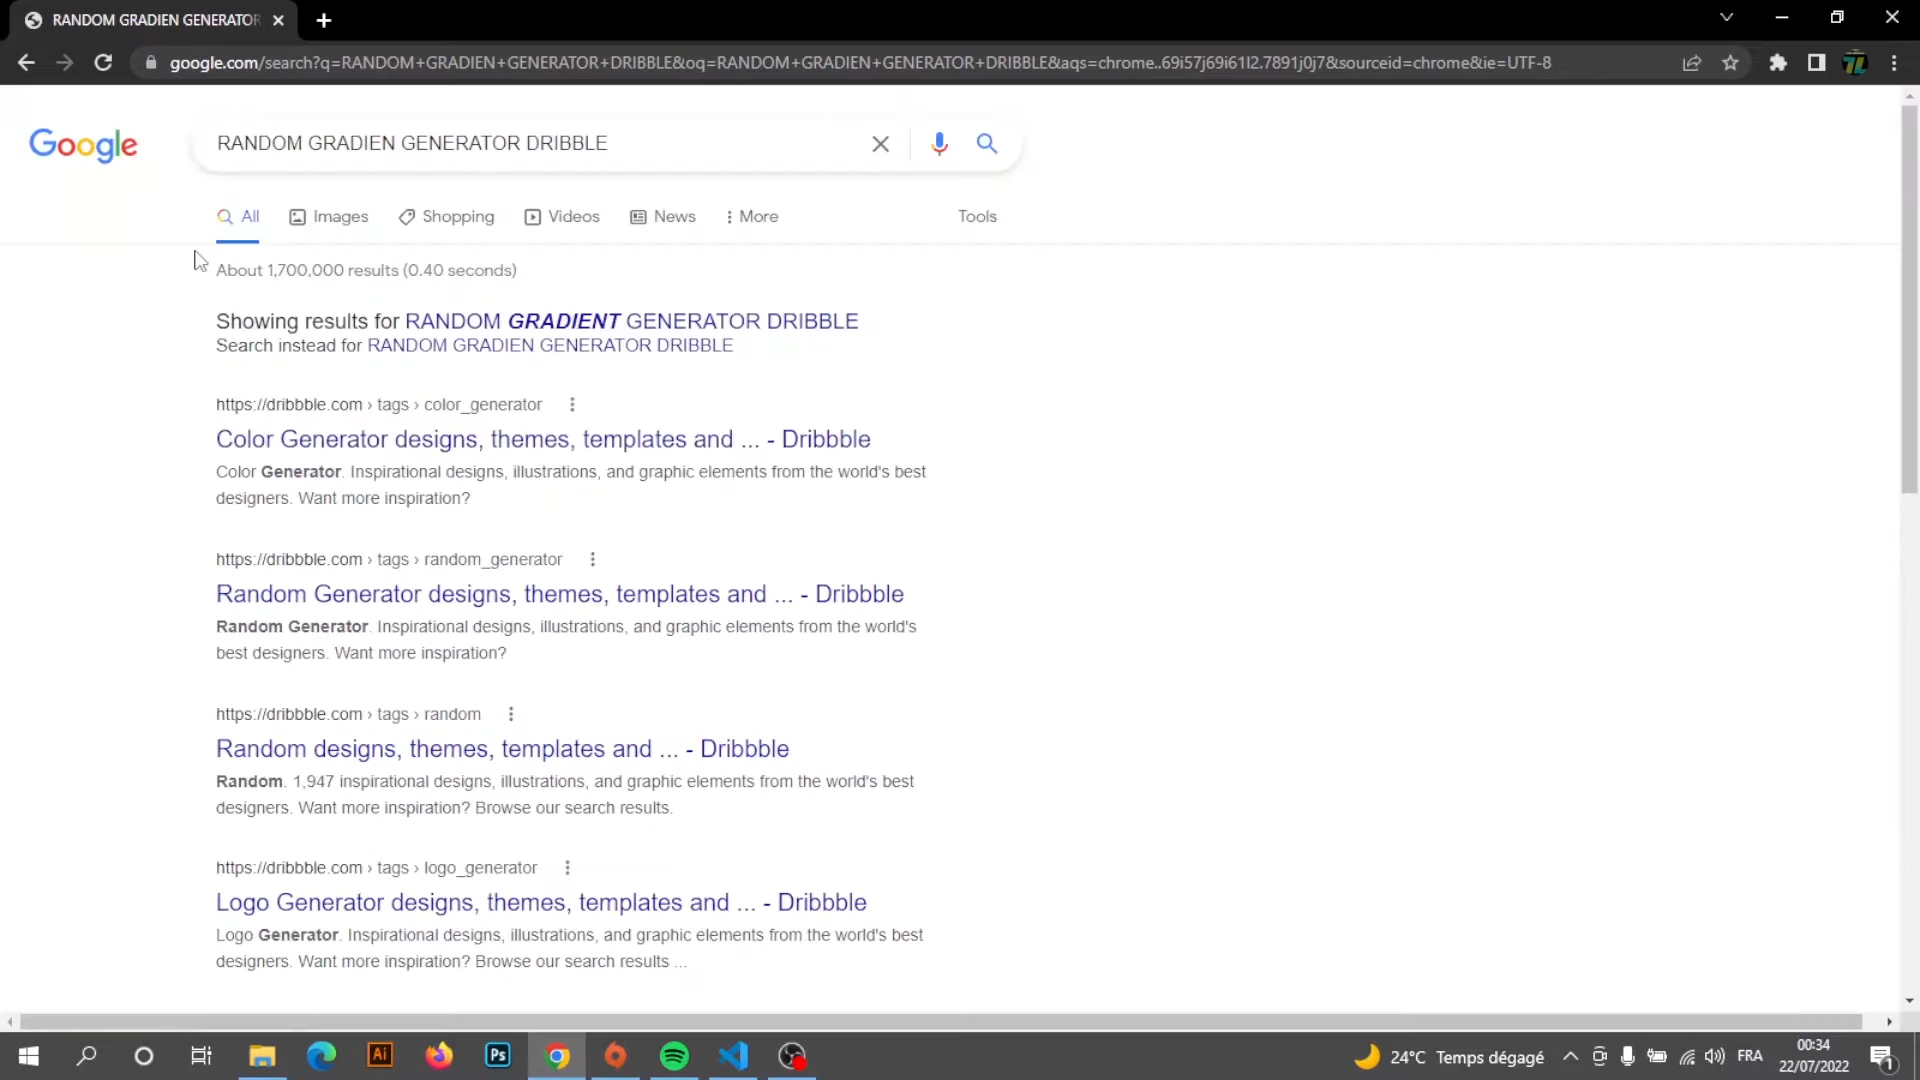 RANDOM GRADIEN GENERATOR
google.com/search?q=RANDOM+GRADIEN+GENERATOR+DRIBBLE&oq=RANDOM+GRADIEN+GENERATOR+DRIBBLE&aqs=chrome..69i57j69i61l2.7891j0j7&sourceid=chrome&ie=UTF-8
Google
RANDOM GRADIEN GENERATOR DRIBBLE
All Images Shopping Videos News More Tools
About 1,700,000 results (0.40 seconds)
Showing results for RANDOM GRADIENT GENERATOR DRIBBLE
Search instead for RANDOM GRADIEN GENERATOR DRIBBLE
https://dribbble.com › tags › color_generator
Color Generator designs, themes, templates and ... - Dribbble
Color Generator. Inspirational designs, illustrations, and graphic elements from the world's best
designers. Want more inspiration?
https://dribbble.com › tags › random_generator
Random Generator designs, themes, templates and ... - Dribbble
Random Generator. Inspirational designs, illustrations, and graphic elements from the world's
best designers. Want more inspiration?
https://dribbble.com › tags › random
Random designs, themes, templates and ... - Dribbble
Random. 1,947 inspirational designs, illustrations, and graphic elements from the world's best
designers. Want more inspiration? Browse our search results.
https://dribbble.com › tags › logo_generator
Logo Generator designs, themes, templates and ... - Dribbble
Logo Generator. Inspirational designs, illustrations, and graphic elements from the world's best
designers. Want more inspiration? Browse our search results ...
Ai Ps 24°C Temps dégagé FRA 00:34
22/07/2022 1